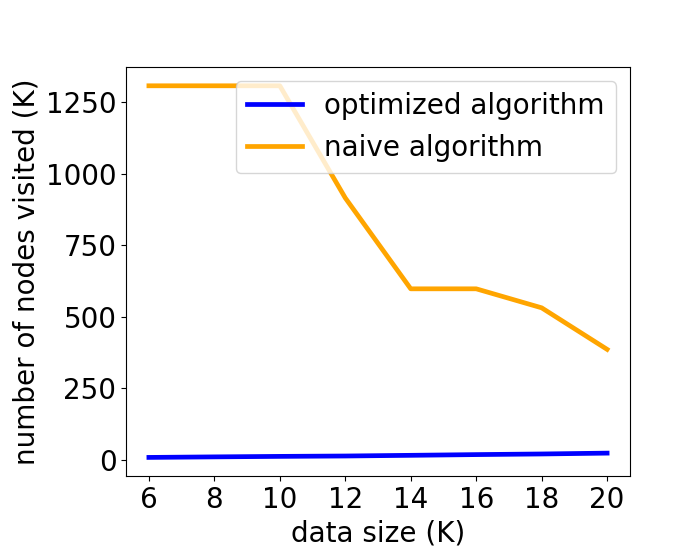 number of nodes visited (K)
1250
1000
750
500
250
0
optimized algorithm
naive algorithm
6 8 10 12 14 16 18 20
data size (K)